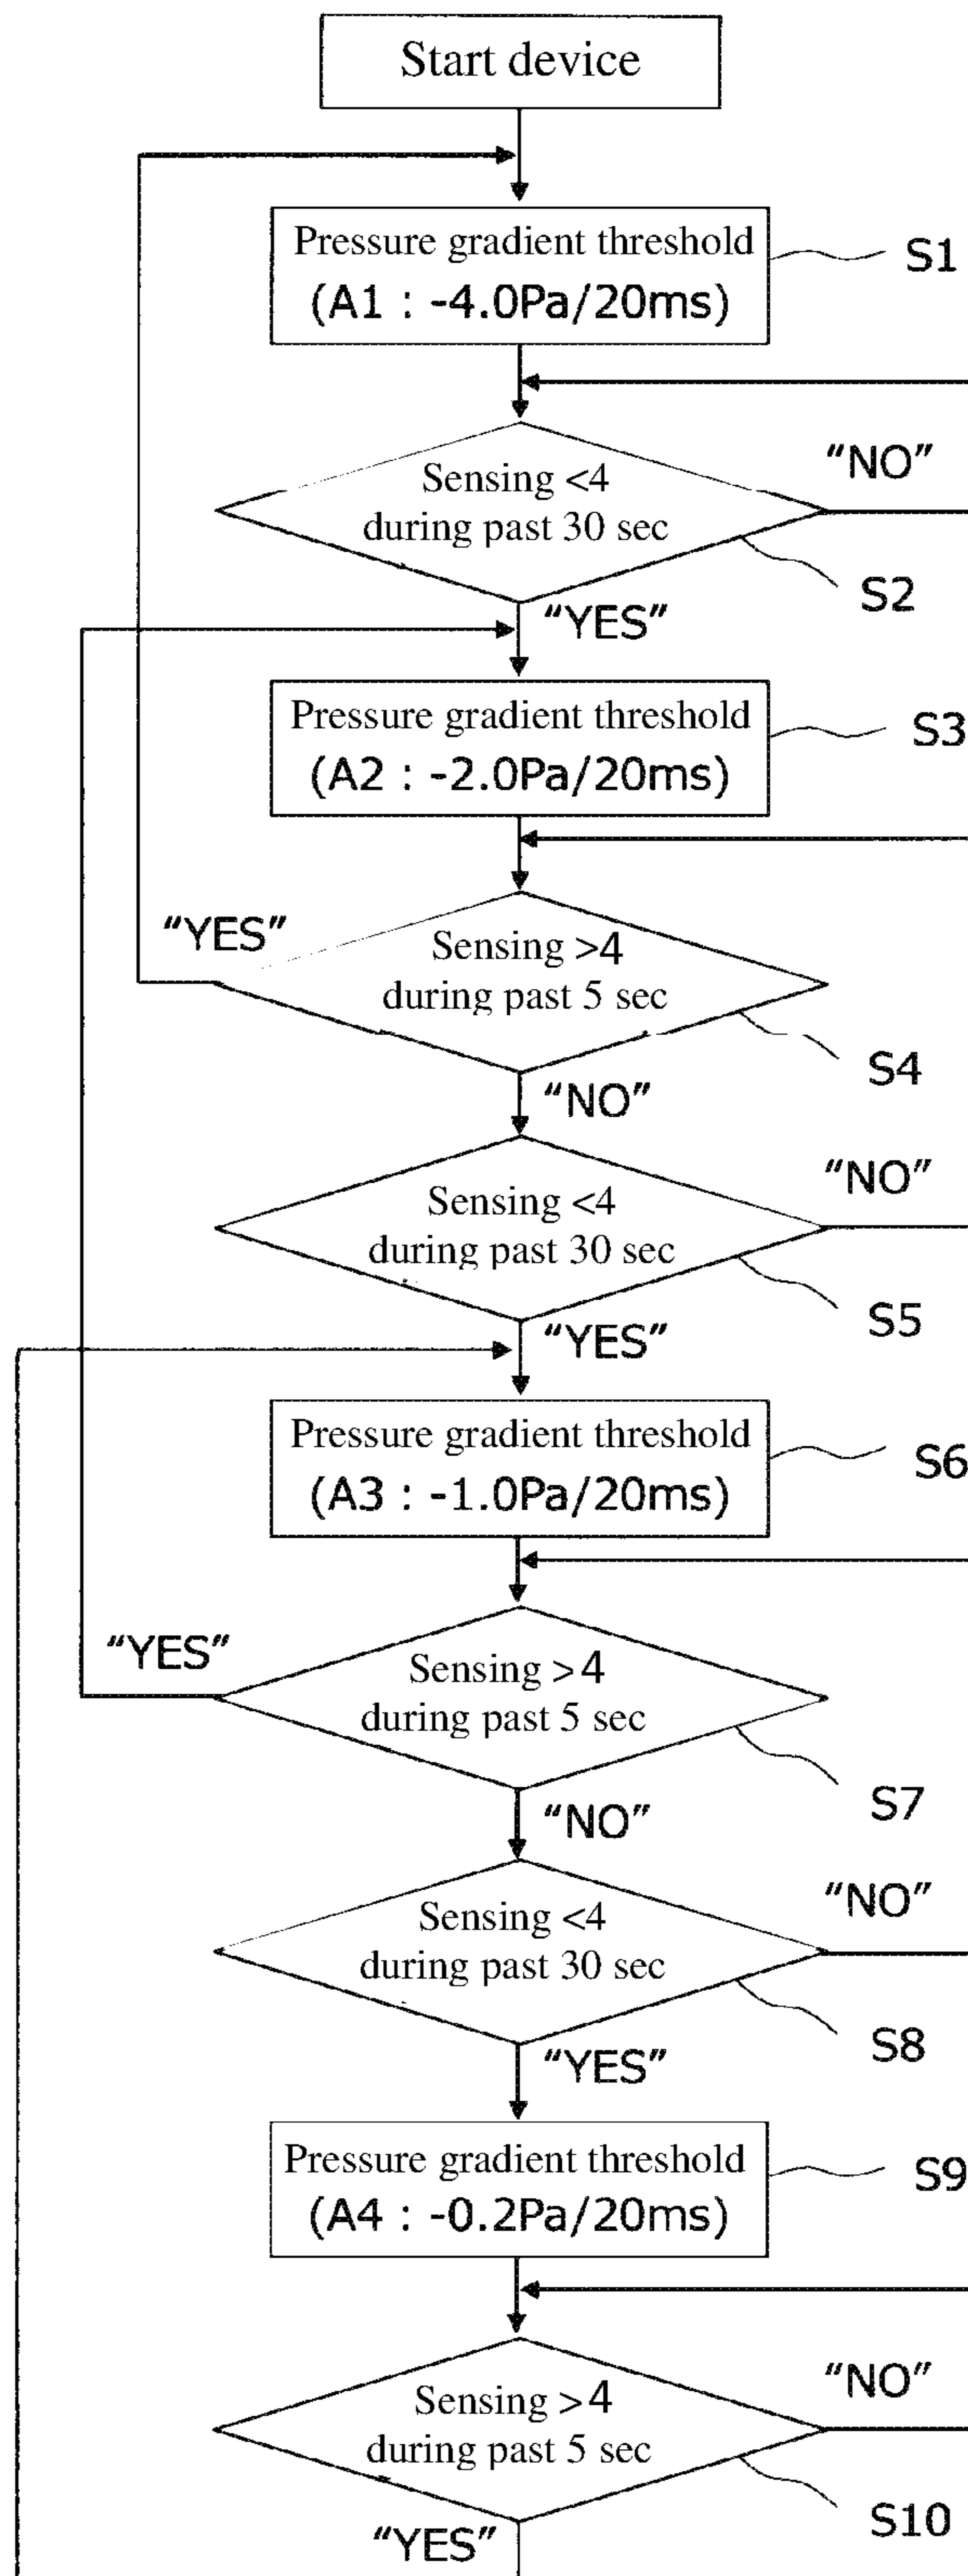 Start device
Pressure gradient threshold
(A1 : -4.0Pa/20ms)
S1
Sensing <4
during past 30 sec
"NO"
S2
"YES"
Pressure gradient threshold
(A2 : -2.0Pa/20ms)
S3
"YES"
Sensing >4
during past 5 sec
S4
"NO"
Sensing <4
during past 30 sec
"NO"
S5
"YES"
Pressure gradient threshold
(A3 : -1.0Pa/20ms)
S6
"YES"
Sensing >4
during past 5 sec
S7
"NO"
Sensing <4
during past 30 sec
"NO"
S8
"YES"
Pressure gradient threshold
(A4 : -0.2Pa/20ms)
S9
Sensing >4
during past 5 sec
"NO"
S10
"YES"